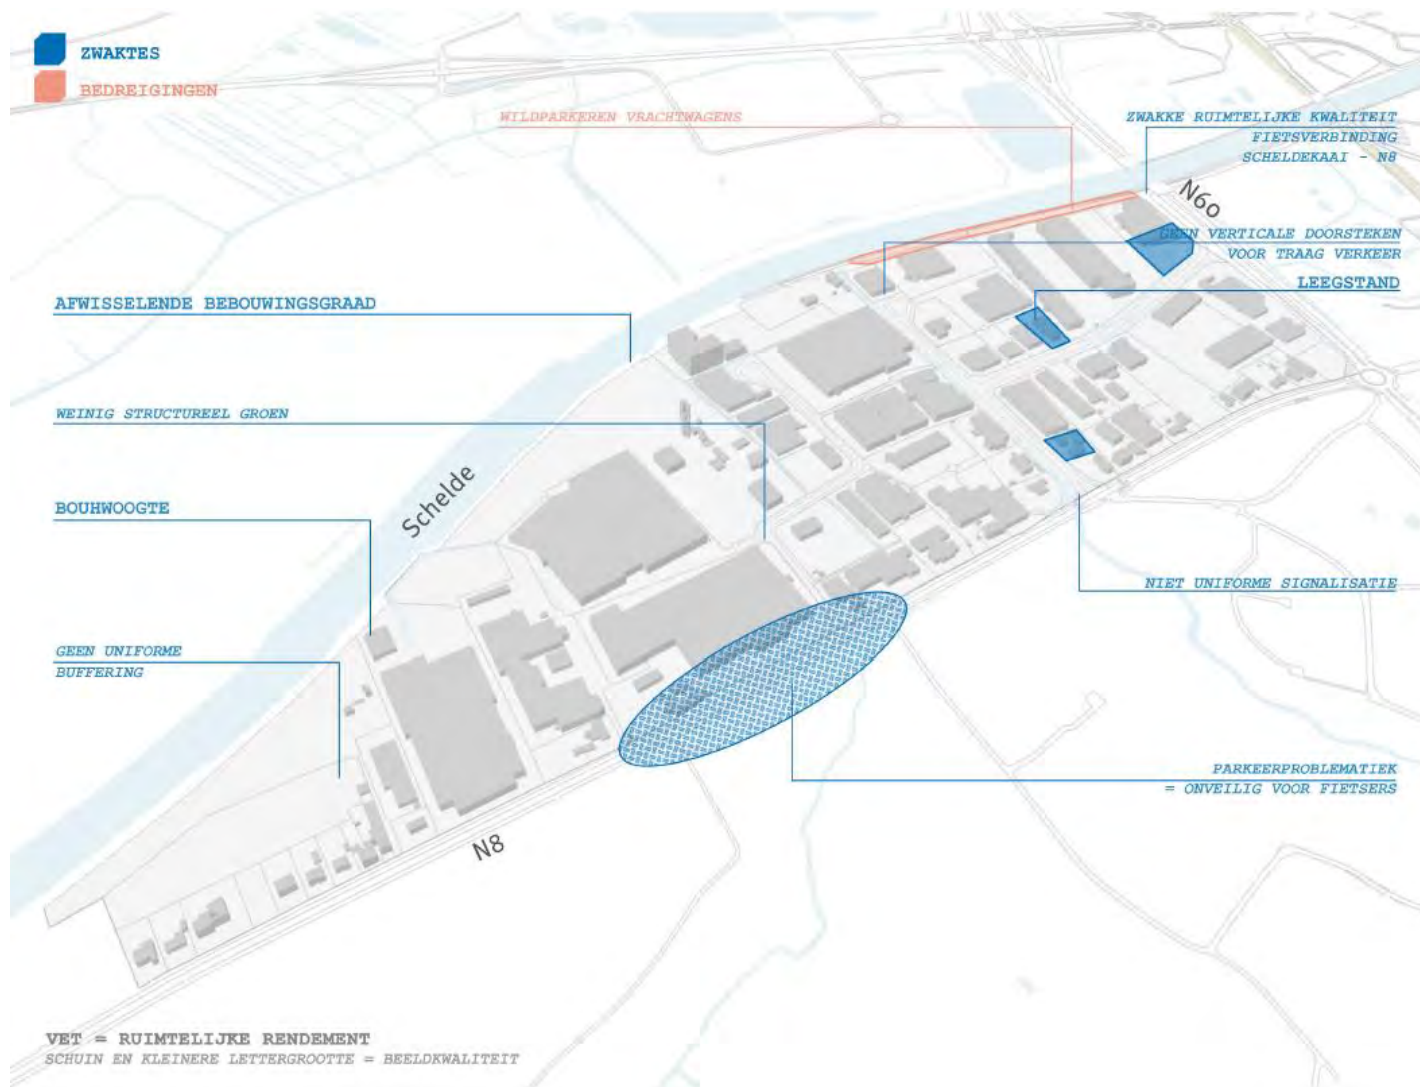 ZWAKTES
BEDREIGINGEN
WILDPARKEREN VRACHTWAGENS
ZWAKKE RUIMTELIJKE KWALITEIT
FIETSVERBINDING
SCHELDEKAAI - N8
N60
GEEN VERTICALE DOORSTEKEN
VOOR TRAAG VERKEER
LEEGSTAND
AFWISSELENDE BEBOUWINGSGRAAD
WEINIG STRUCTUREEL GROEN
Schelde
BOUHWOOGTE
NIET UNIFORME SIGNALISATIE
GEEN UNIFORME
BUFFERING
PARKEERPROBLEMATIEK
= ONVEILIG VOOR FIETSERS
N8
VET = RUIMTELIJKE RENDEMENT
SCHUIN EN KLEINERE LETTERGROOTTE = BEELDKWALITEIT